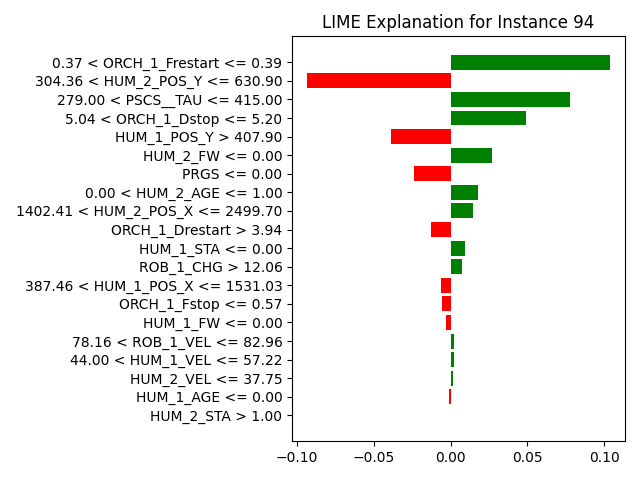 LIME Explanation for Instance 94
0.37 < ORCH_1_Frestart <= 0.39
304.36 < HUM_2_POS_Y <= 630.90
279.00 < PSCS__TAU <= 415.00
5.04 < ORCH_1_Dstop <= 5.20
HUM_1_POS_Y > 407.90
HUM_2_FW <= 0.00
PRGS <= 0.00
0.00 < HUM_2_AGE <= 1.00
1402.41 < HUM_2_POS_X <= 2499.70
ORCH_1_Drestart > 3.94
HUM_1_STA <= 0.00
ROB_1_CHG > 12.06
387.46 < HUM_1_POS_X <= 1531.03
ORCH_1_Fstop <= 0.57
HUM_1_FW <= 0.00
78.16 < ROB_1_VEL <= 82.96
44.00 < HUM_1_VEL <= 57.22
HUM_2_VEL <= 37.75
HUM_1_AGE <= 0.00
HUM_2_STA > 1.00
−0.10 −0.05 0.00 0.05 0.10